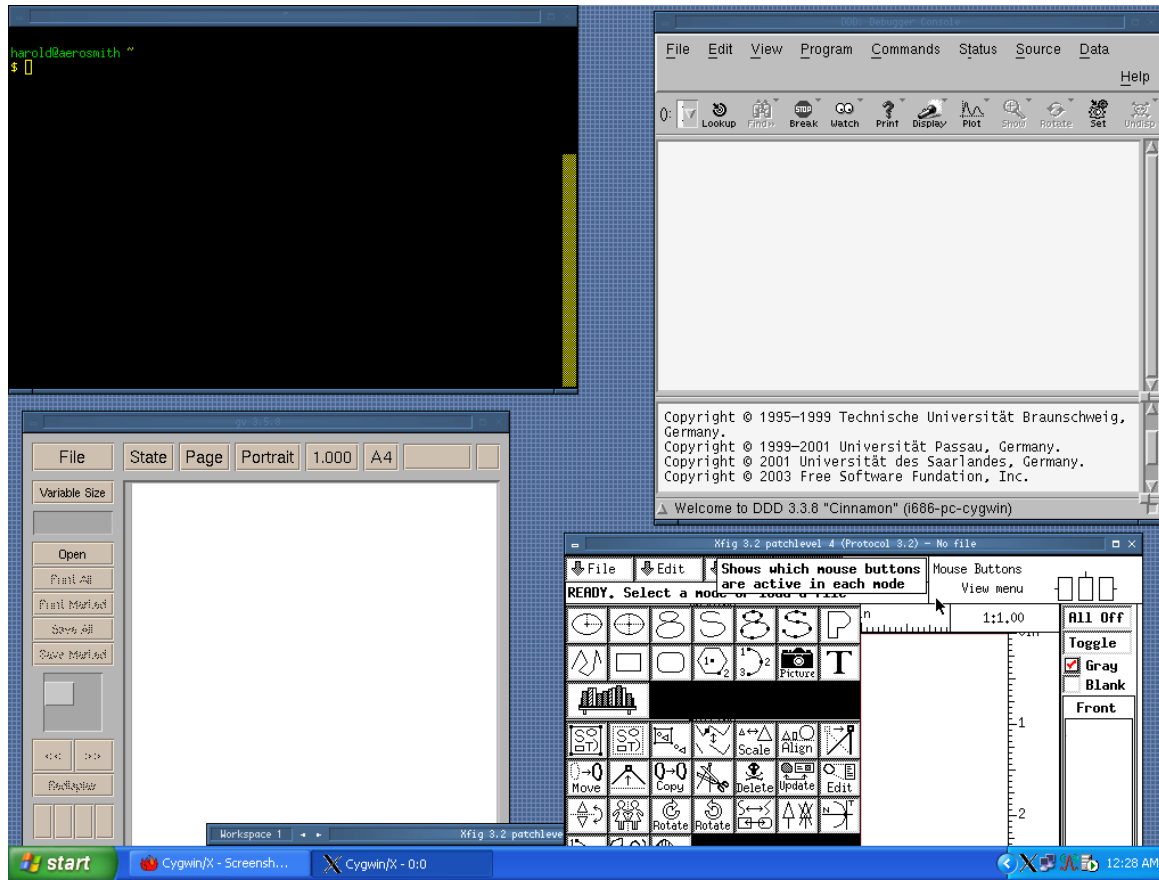 harold@aerosmith ~
$
DDD: Debugger Console
File Edit View Program Commands Status Source Data
Help
0: Lookup Find» Break Watch Print Display Plot Show Rotate Set Undisp
Copyright © 1995–1999 Technische Universität Braunschweig,
Germany.
Copyright © 1999–2001 Universität Passau, Germany.
Copyright © 2001 Universität des Saarlandes, Germany.
Copyright © 2003 Free Software Fundation, Inc.
Welcome to DDD 3.3.8 "Cinnamon" (i686-pc-cygwin)
gv 3.5.8
File State Page Portrait 1.000 A4
Variable Size
Open
Print All
Print Marked
Save All
Save Marked
<< >>
Redisplay
Xfig 3.2 patchlevel 4 (Protocol 3.2) – No file
File Edit
Shows which mouse buttons
are active in each mode
Mouse Buttons
View menu
READY. Select a mode or load a file
1:1.00
All Off
Toggle
Gray
Blank
Front
Picture T
Scale Align
Move Copy Delete Update Edit
Rotate Rotate
1
2
Workspace 1 Xfig 3.2 patchleve
start Cygwin/X - Screensh... Cygwin/X - 0:0 12:28 AM